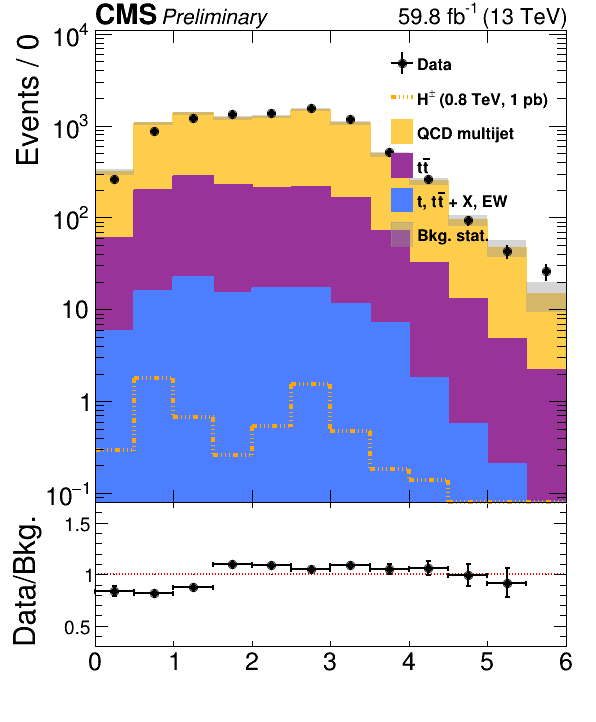 CMS Preliminary 59.8 fb⁻¹ (13 TeV)
Events / 0
10⁴
10³
10²
10
1
10⁻¹
Data
H± (0.8 TeV, 1 pb)
QCD multijet
tt̄
t, tt̄ + X, EW
Bkg. stat.
Data/Bkg.
1.5
1
0.5
0 1 2 3 4 5 6